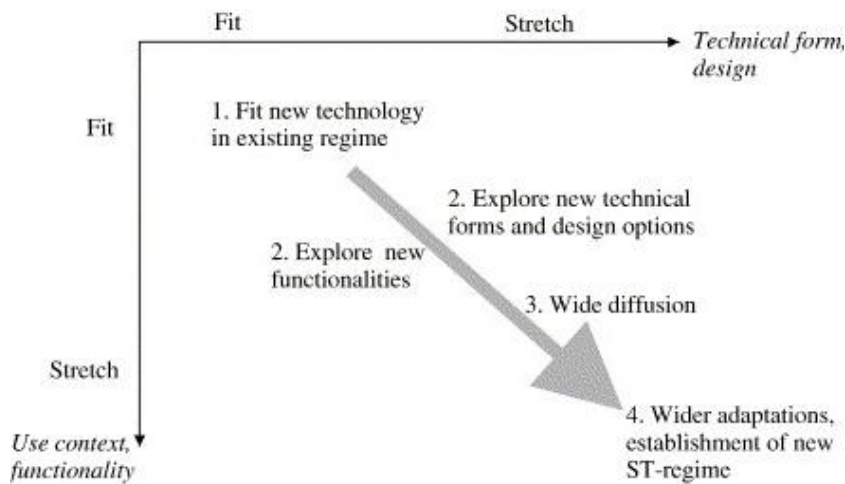 Fit
Stretch
Technical form,
design
Fit
1. Fit new technology
in existing regime
2. Explore new technical
forms and design options
2. Explore new
functionalities
3. Wide diffusion
Stretch
4. Wider adaptations,
establishment of new
ST-regime
Use context,
functionality